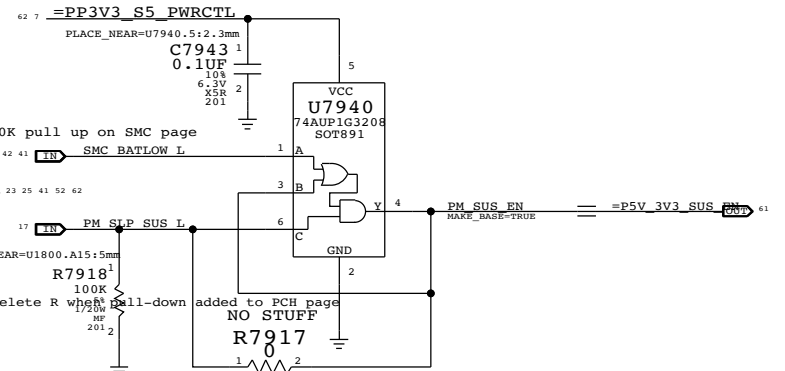 62 7 =PP3V3_S5_PWRCTL
PLACE_NEAR=U7940.5:2.3mm
C7943 1
0.1UF
10%
6.3V
X5R
201
2
5
VCC
U7940
74AUP1G3208
SOT891
0K pull up on SMC page
42 41 IN SMC_BATLOW_L 1 A
23 25 41 52 62
3 B
Y 4 PM_SUS_EN =P5V_3V3_SUS_EN OUT 61
MAKE_BASE=TRUE
17 IN PM_SLP_SUS_L 6 C
GND
2
EAR=U1800.A15:5mm
R7918 1
100K
5%
1/20W
MF
201 2
elete R when pull-down added to PCH page
NO STUFF
R7917
0
1 2